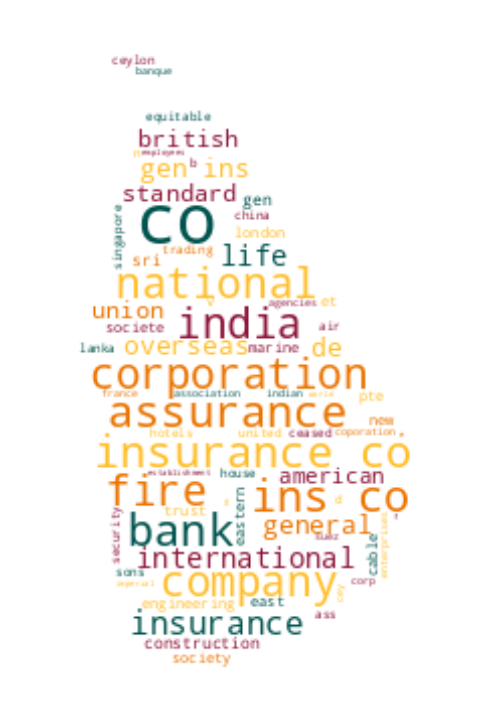 ceylon
banque
equitable
british
employees
gen ins
b
standard gen
co
china
singapore
london
trading
sri life
national
agencies et
union india
societe air
lanka overseas marine de
corporation
france association indian
pte
assurance new
hotels united ceased coporation
insurance co
establishment house american
fire ins co
d
trust eastern
bank general
security suez
cable
enterprises
international
sons company corp
imperial cey
engineering east
insurance ass
construction
society